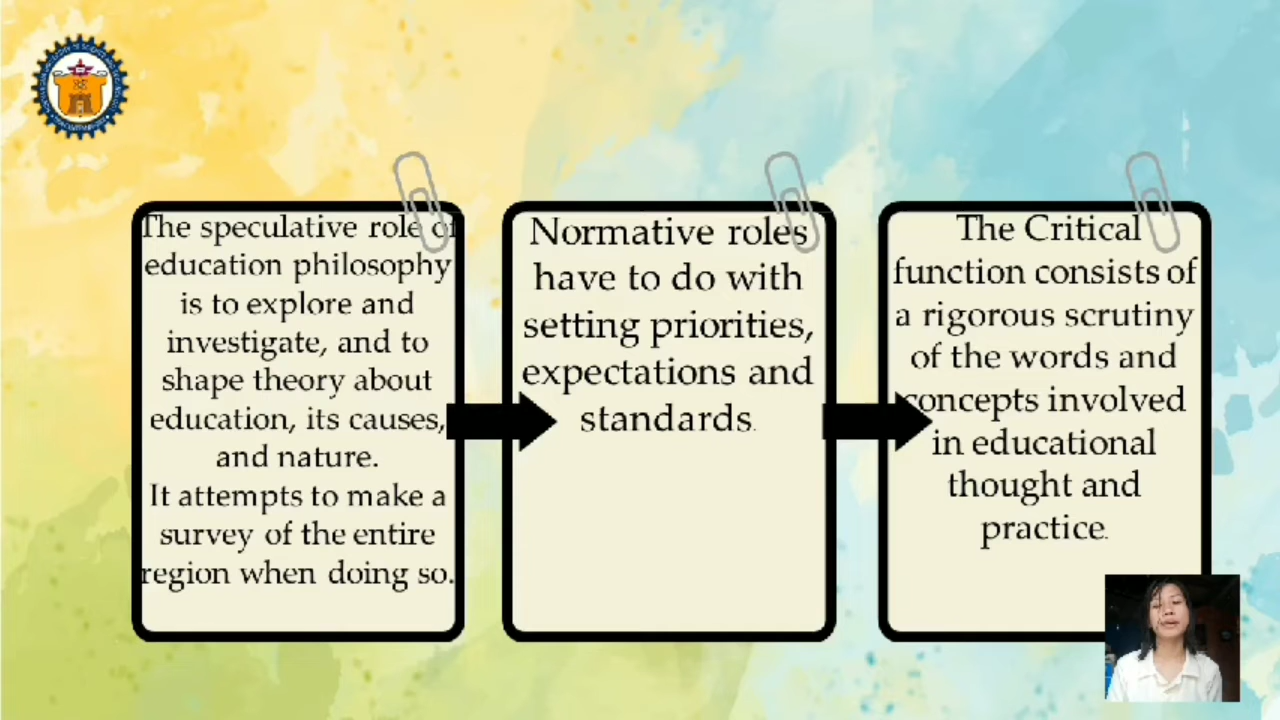 The speculative role of
education philosophy
is to explore and
investigate, and to
shape theory about
education, its causes,
and nature.
It attempts to make a
survey of the entire
region when doing so.
Normative roles
have to do with
setting priorities,
expectations and
standards.
The Critical
function consists of
a rigorous scrutiny
of the words and
concepts involved
in educational
thought and
practice.